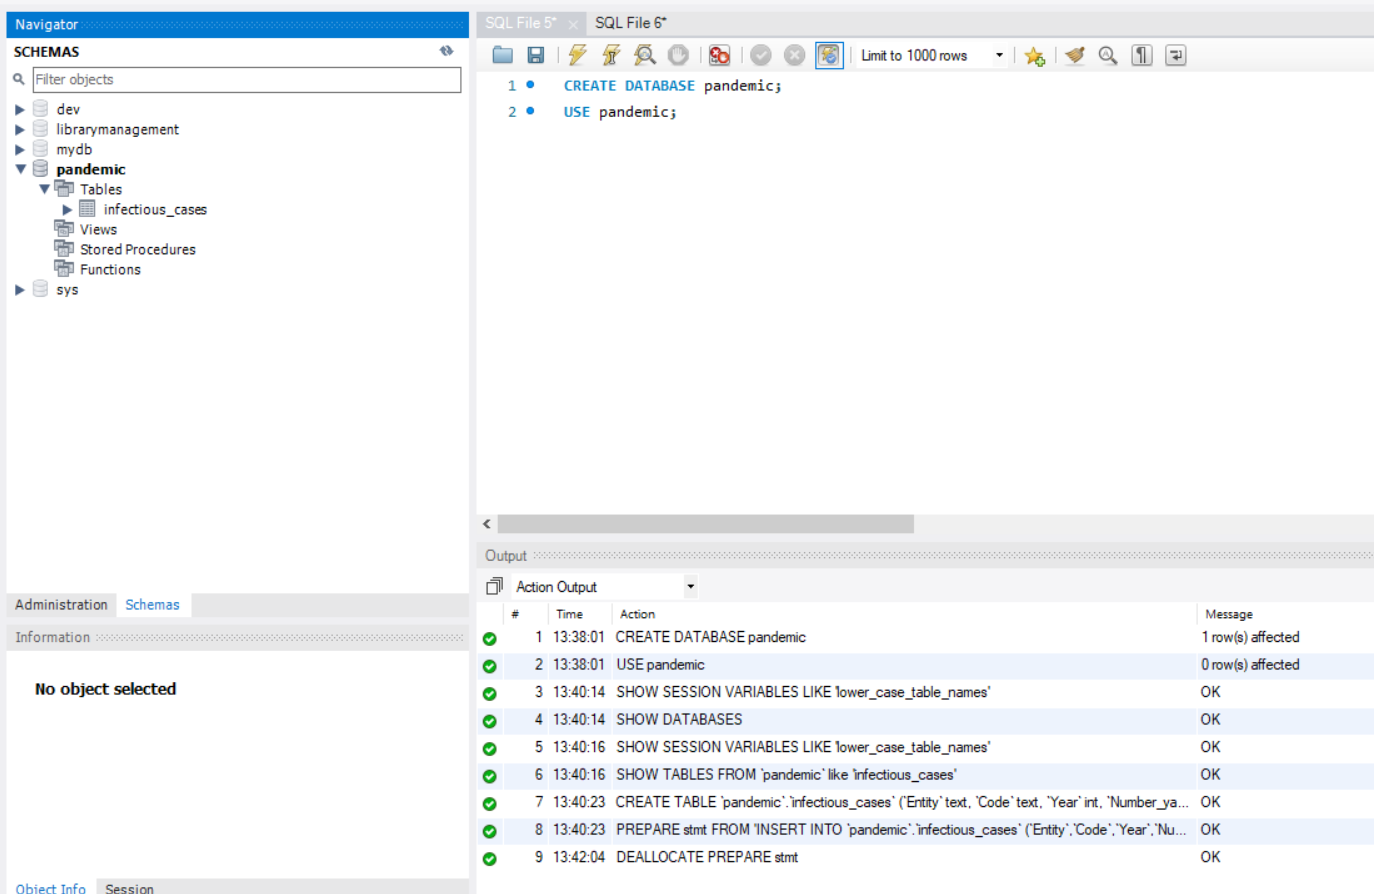 Navigator
SCHEMAS
Filter objects
dev
librarymanagement
mydb
pandemic
Tables
infectious_cases
Views
Stored Procedures
Functions
sys
Administration Schemas
Information
No object selected
Object Info Session
SQL File 5* × SQL File 6*
Limit to 1000 rows
1 CREATE DATABASE pandemic;
2 USE pandemic;
Output
Action Output
# Time Action Message
1 13:38:01 CREATE DATABASE pandemic 1 row(s) affected
2 13:38:01 USE pandemic 0 row(s) affected
3 13:40:14 SHOW SESSION VARIABLES LIKE 'lower_case_table_names' OK
4 13:40:14 SHOW DATABASES OK
5 13:40:16 SHOW SESSION VARIABLES LIKE 'lower_case_table_names' OK
6 13:40:16 SHOW TABLES FROM `pandemic` like 'infectious_cases' OK
7 13:40:23 CREATE TABLE `pandemic`.`infectious_cases` (`Entity` text, `Code` text, `Year` int, `Number_ya... OK
8 13:40:23 PREPARE stmt FROM 'INSERT INTO `pandemic`.`infectious_cases` (`Entity`,`Code`,`Year`,`Nu... OK
9 13:42:04 DEALLOCATE PREPARE stmt OK